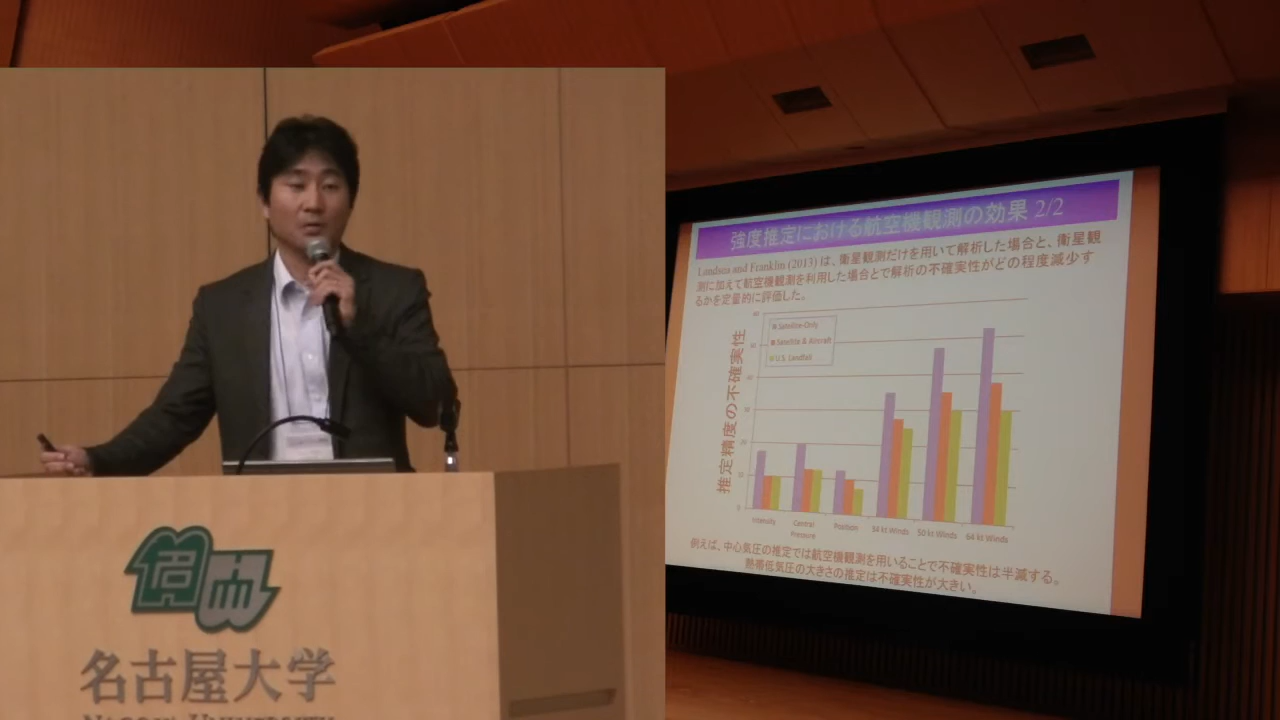 強度推定における航空機観測の効果 2/2
Landsea and Franklin (2013) は、衛星観測だけを用いて解析した場合と、衛星観
測に加えて航空機観測を利用した場合とで解析の不確実性がどの程度減少す
るかを定量的に評価した。
推定精度の不確実性
Satellite-Only
Satellite & Aircraft
U.S. Landfall
Intensity
Central
Pressure
Position
34 kt Winds
50 kt Winds
64 kt Winds
例えば、中心気圧の推定では航空機観測を用いることで不確実性は半減する。
熱帯低気圧の大きさの推定は不確実性が大きい。
名大
名古屋大学
NAGOYA UNIVERSITY